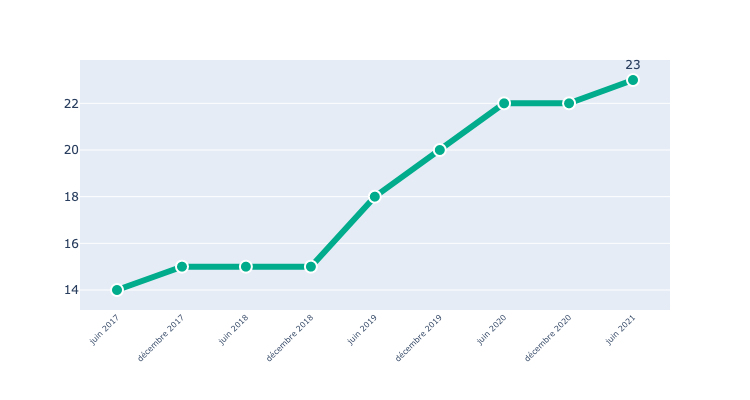 23
22
20
18
16
14
juin 2017
décembre 2017
juin 2018
décembre 2018
juin 2019
décembre 2019
juin 2020
décembre 2020
juin 2021